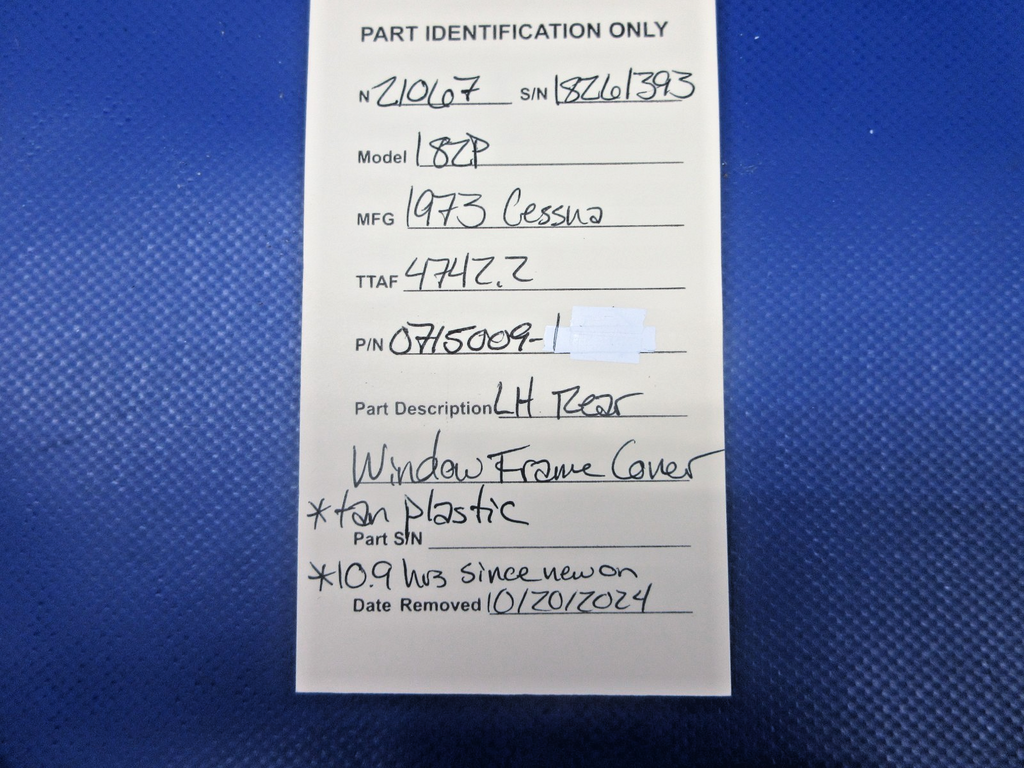 PART IDENTIFICATION ONLY
N 21067 S/N 18261393
Model 182P
MFG 1973 Cessna
TTAF 4742.2
P/N 0715009-1
Part Description LH Rear
Window Frame Cover
*tan plastic
Part S/N
*10.9 hrs since new on
Date Removed 10/20/2024